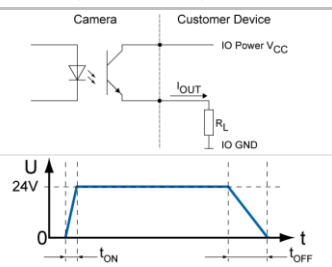 Camera Customer Device
IO Power VCC
IOUT
RL
IO GND
U
24V
0
t
tON
tOFF